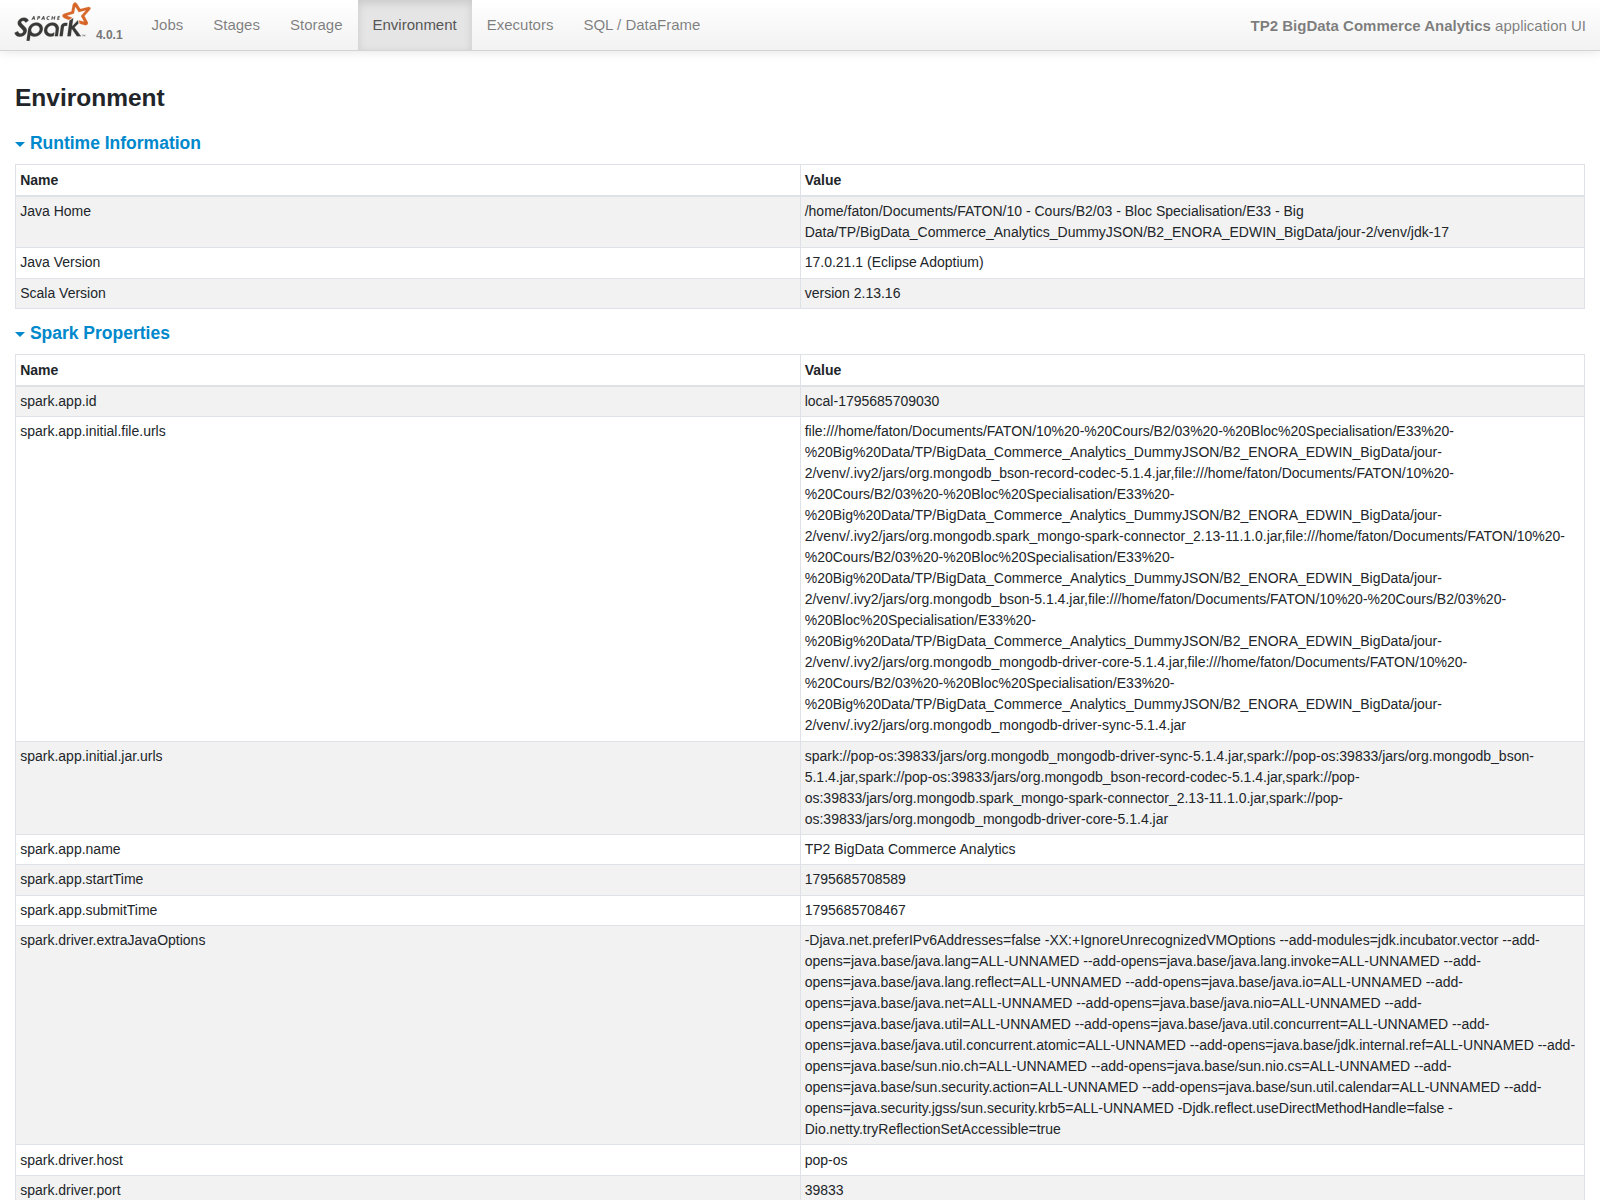 APACHE
Spark 4.0.1 Jobs Stages Storage Environment Executors SQL / DataFrame TP2 BigData Commerce Analytics application UI
Environment
Runtime Information
Name Value
Java Home /home/faton/Documents/FATON/10 - Cours/B2/03 - Bloc Specialisation/E33 - Big
Data/TP/BigData_Commerce_Analytics_DummyJSON/B2_ENORA_EDWIN_BigData/jour-2/venv/jdk-17
Java Version 17.0.21.1 (Eclipse Adoptium)
Scala Version version 2.13.16
Spark Properties
Name Value
spark.app.id local-1795685709030
spark.app.initial.file.urls file:///home/faton/Documents/FATON/10%20-%20Cours/B2/03%20-%20Bloc%20Specialisation/E33%20-
%20Big%20Data/TP/BigData_Commerce_Analytics_DummyJSON/B2_ENORA_EDWIN_BigData/jour-
2/venv/.ivy2/jars/org.mongodb_bson-record-codec-5.1.4.jar,file:///home/faton/Documents/FATON/10%20-
%20Cours/B2/03%20-%20Bloc%20Specialisation/E33%20-
%20Big%20Data/TP/BigData_Commerce_Analytics_DummyJSON/B2_ENORA_EDWIN_BigData/jour-
2/venv/.ivy2/jars/org.mongodb.spark_mongo-spark-connector_2.13-11.1.0.jar,file:///home/faton/Documents/FATON/10%20-
%20Cours/B2/03%20-%20Bloc%20Specialisation/E33%20-
%20Big%20Data/TP/BigData_Commerce_Analytics_DummyJSON/B2_ENORA_EDWIN_BigData/jour-
2/venv/.ivy2/jars/org.mongodb_bson-5.1.4.jar,file:///home/faton/Documents/FATON/10%20-%20Cours/B2/03%20-
%20Bloc%20Specialisation/E33%20-
%20Big%20Data/TP/BigData_Commerce_Analytics_DummyJSON/B2_ENORA_EDWIN_BigData/jour-
2/venv/.ivy2/jars/org.mongodb_mongodb-driver-core-5.1.4.jar,file:///home/faton/Documents/FATON/10%20-
%20Cours/B2/03%20-%20Bloc%20Specialisation/E33%20-
%20Big%20Data/TP/BigData_Commerce_Analytics_DummyJSON/B2_ENORA_EDWIN_BigData/jour-
2/venv/.ivy2/jars/org.mongodb_mongodb-driver-sync-5.1.4.jar
spark.app.initial.jar.urls spark://pop-os:39833/jars/org.mongodb_mongodb-driver-sync-5.1.4.jar,spark://pop-os:39833/jars/org.mongodb_bson-
5.1.4.jar,spark://pop-os:39833/jars/org.mongodb_bson-record-codec-5.1.4.jar,spark://pop-
os:39833/jars/org.mongodb.spark_mongo-spark-connector_2.13-11.1.0.jar,spark://pop-
os:39833/jars/org.mongodb_mongodb-driver-core-5.1.4.jar
spark.app.name TP2 BigData Commerce Analytics
spark.app.startTime 1795685708589
spark.app.submitTime 1795685708467
spark.driver.extraJavaOptions -Djava.net.preferIPv6Addresses=false -XX:+IgnoreUnrecognizedVMOptions --add-modules=jdk.incubator.vector --add-
opens=java.base/java.lang=ALL-UNNAMED --add-opens=java.base/java.lang.invoke=ALL-UNNAMED --add-
opens=java.base/java.lang.reflect=ALL-UNNAMED --add-opens=java.base/java.io=ALL-UNNAMED --add-
opens=java.base/java.net=ALL-UNNAMED --add-opens=java.base/java.nio=ALL-UNNAMED --add-
opens=java.base/java.util=ALL-UNNAMED --add-opens=java.base/java.util.concurrent=ALL-UNNAMED --add-
opens=java.base/java.util.concurrent.atomic=ALL-UNNAMED --add-opens=java.base/jdk.internal.ref=ALL-UNNAMED --add-
opens=java.base/sun.nio.ch=ALL-UNNAMED --add-opens=java.base/sun.nio.cs=ALL-UNNAMED --add-
opens=java.base/sun.security.action=ALL-UNNAMED --add-opens=java.base/sun.util.calendar=ALL-UNNAMED --add-
opens=java.security.jgss/sun.security.krb5=ALL-UNNAMED -Djdk.reflect.useDirectMethodHandle=false -
Dio.netty.tryReflectionSetAccessible=true
spark.driver.host pop-os
spark.driver.port 39833